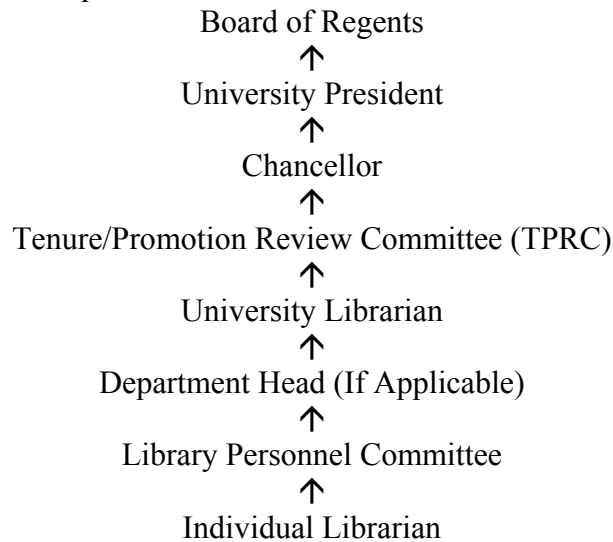 Board of Regents
↑
University President
↑
Chancellor
↑
Tenure/Promotion Review Committee (TPRC)
↑
University Librarian
↑
Department Head (If Applicable)
↑
Library Personnel Committee
↑
Individual Librarian